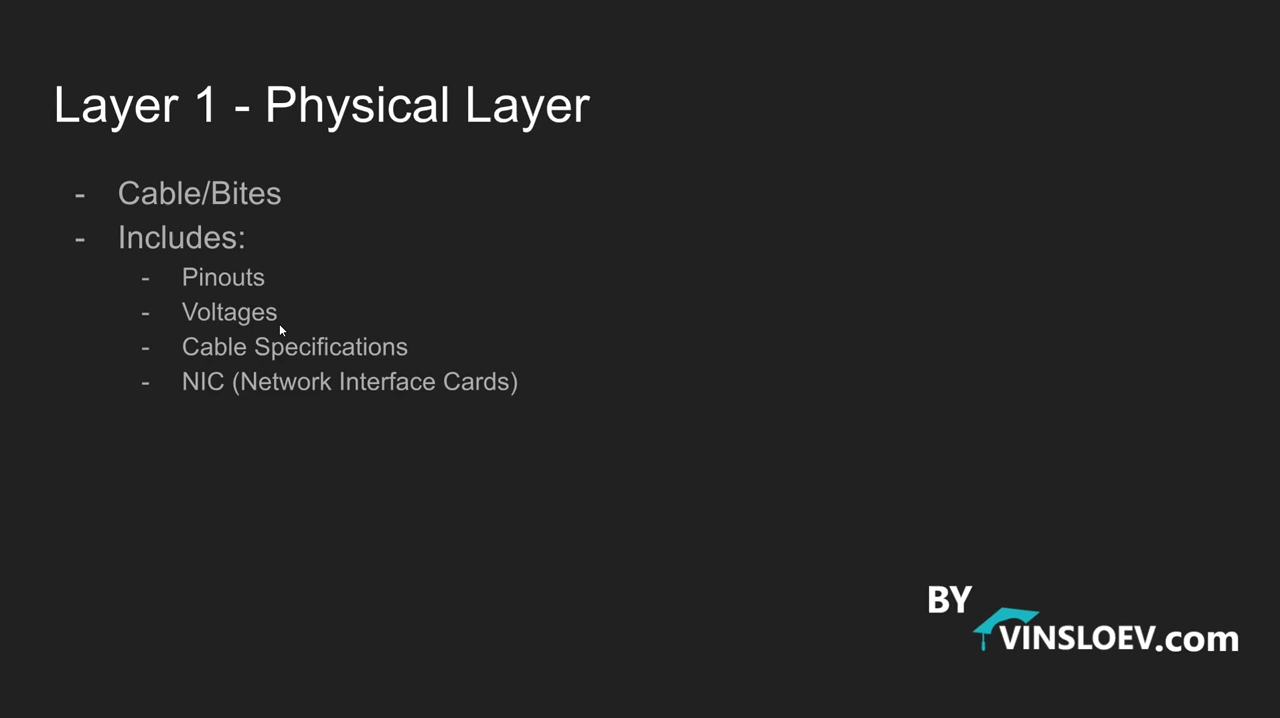 Layer 1 - Physical Layer
- Cable/Bites
- Includes:
- Pinouts
- Voltages
- Cable Specifications
- NIC (Network Interface Cards)
BY
VINSLOEV.com